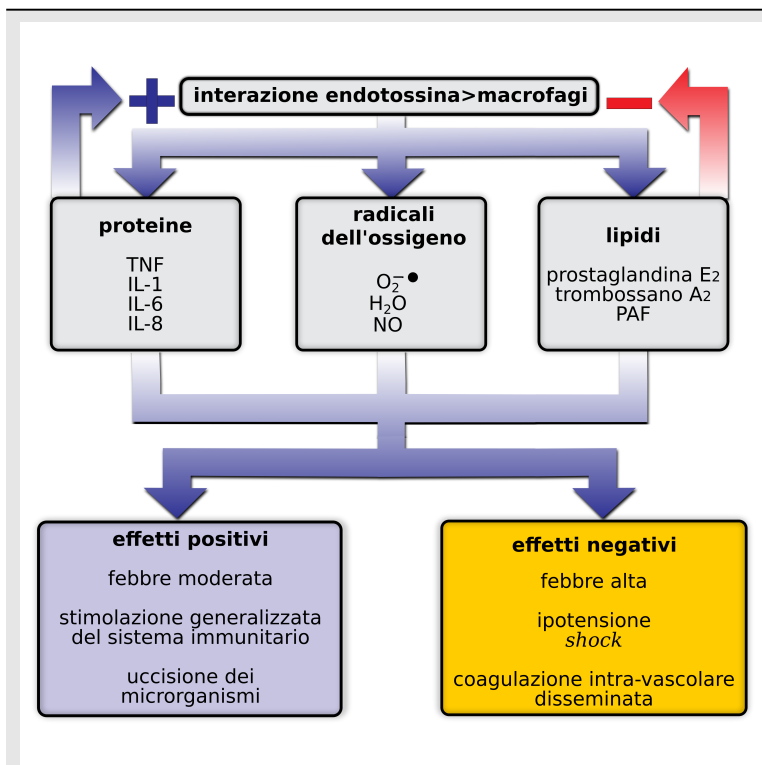 +
interazione endotossina>macrofagi
−
proteine
TNF
IL-1
IL-6
IL-8
radicali
dell'ossigeno
O₂⁻●
H₂O
NO
lipidi
prostaglandina E2
trombossano A2
PAF
effetti positivi
febbre moderata
stimolazione generalizzata
del sistema immunitario
uccisione dei
microrganismi
effetti negativi
febbre alta
ipotensione
shock
coagulazione intra-vascolare
disseminata